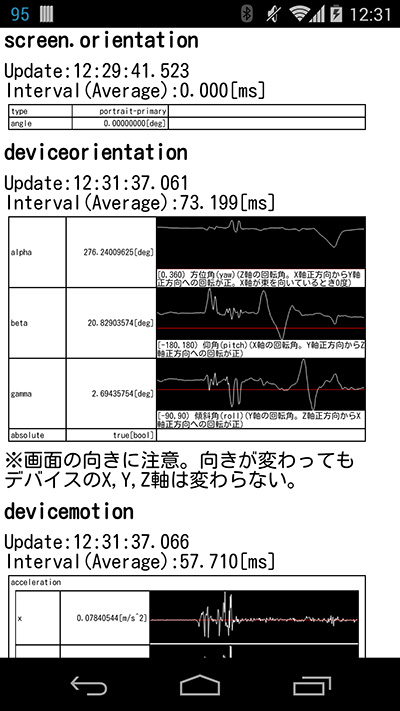 95
12:31
screen.orientation
Update:12:29:41.523
Interval(Average):0.000[ms]
type portrait-primary
angle 0.00000000[deg]
deviceorientation
Update:12:31:37.061
Interval(Average):73.199[ms]
alpha 276.24009625[deg]
[0,360) 方位角(yaw)(Z軸の回転角。X軸正方向からY軸
正方向への回転が正。X軸が東を向いているとき0度)
beta 20.82903574[deg]
[-180,180) 仰角(pitch)(X軸の回転角。Y軸正方向からZ
軸正方向への回転が正)
gamma 2.69435754[deg]
[-90,90) 傾斜角(roll)(Y軸の回転角。Z軸正方向からX
軸正方向への回転が正)
absolute true[bool]
※画面の向きに注意。向きが変わっても
デバイスのX,Y,Z軸は変わらない。
devicemotion
Update:12:31:37.066
Interval(Average):57.710[ms]
acceleration
x 0.07840544[m/s^2]